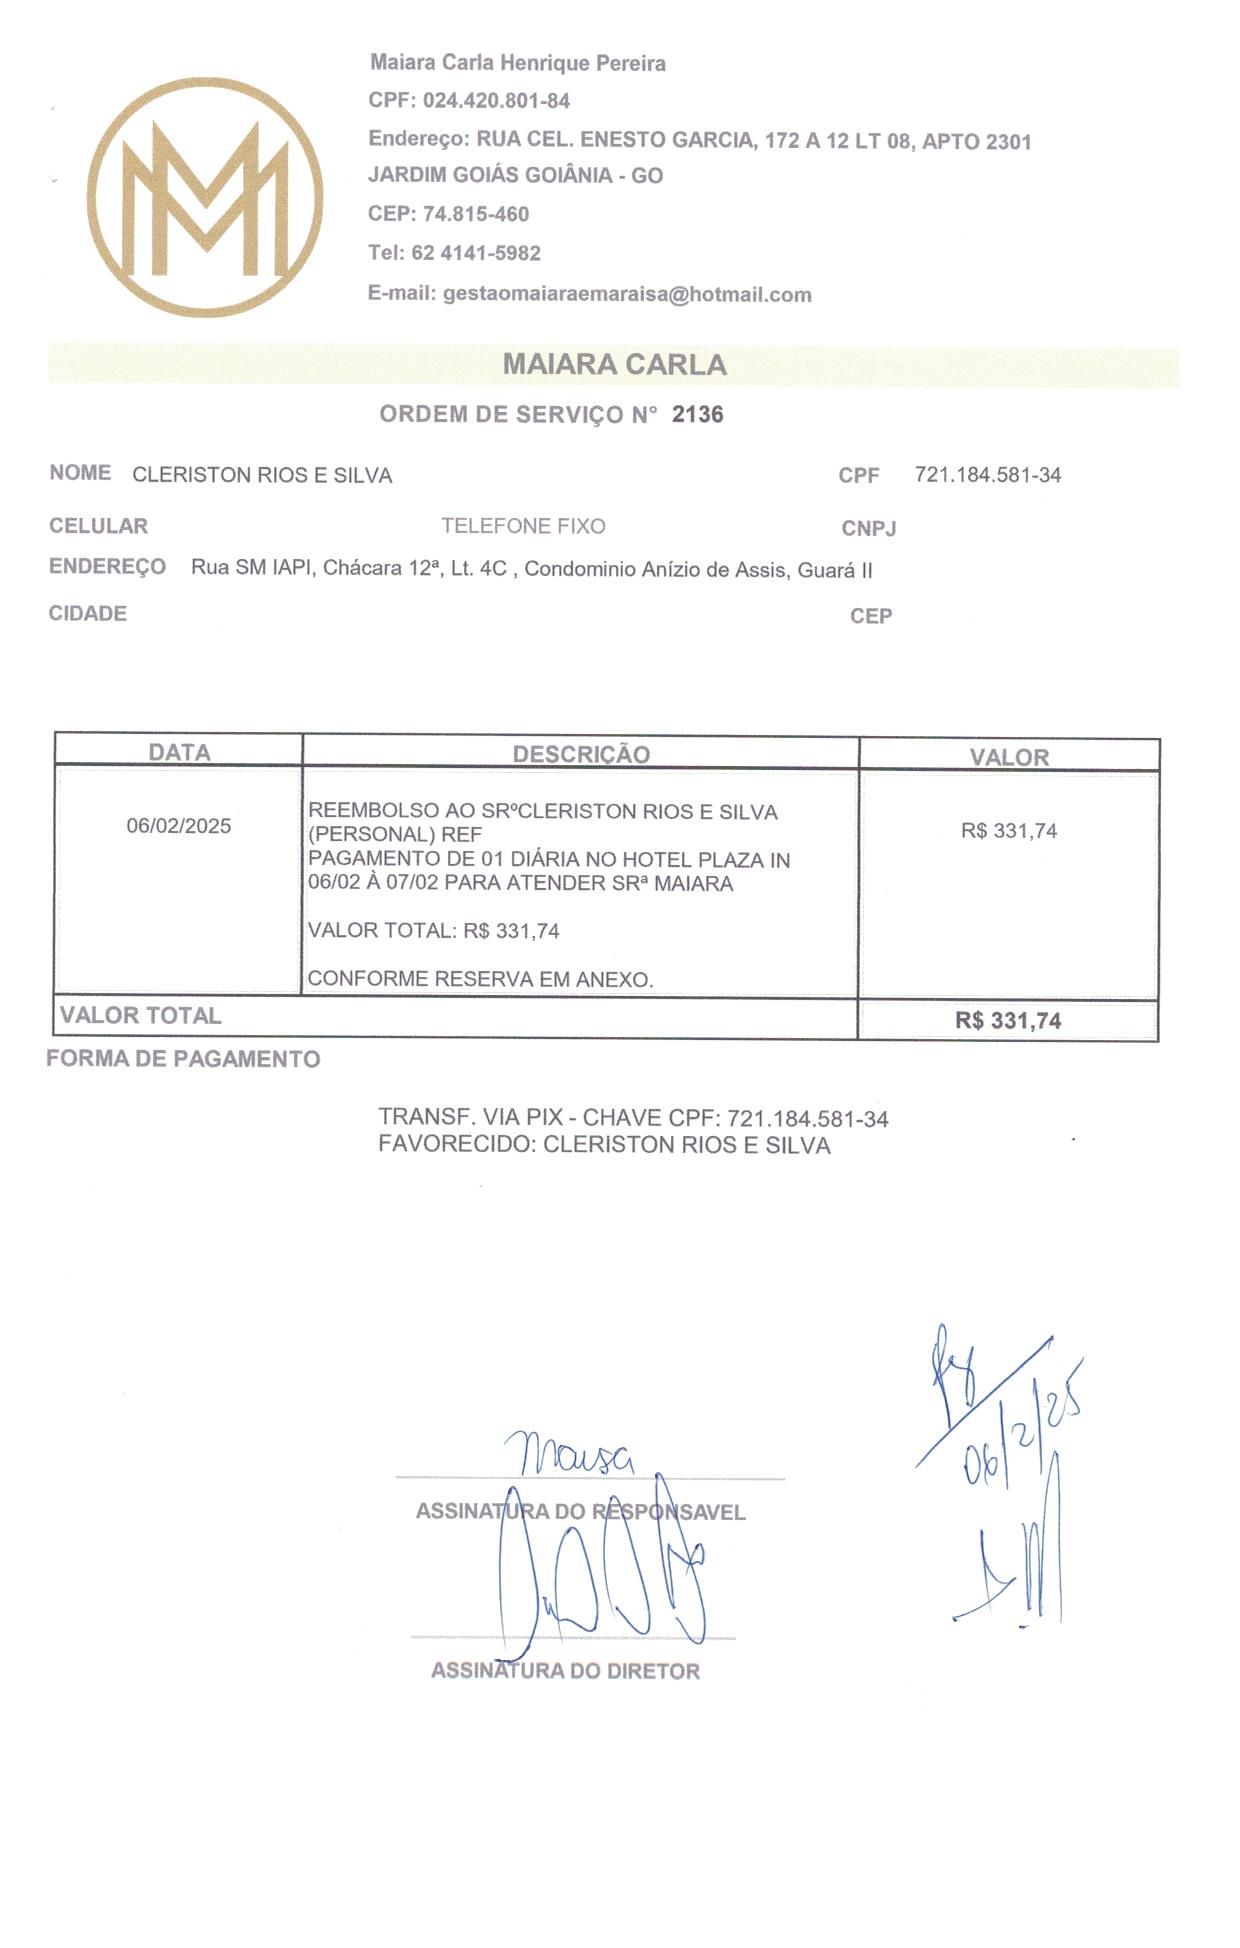 Maiara Carla Henrique Pereira
CPF: 024.420.801-84
Endereço: RUA CEL. ENESTO GARCIA, 172 A 12 LT 08, APTO 2301
JARDIM GOIÁS GOIÂNIA - GO
CEP: 74.815-460
Tel: 62 4141-5982
E-mail: gestaomaiaraemaraisa@hotmail.com
MAIARA CARLA
ORDEM DE SERVIÇO N° 2136
NOME CLERISTON RIOS E SILVA CPF 721.184.581-34
CELULAR TELEFONE FIXO CNPJ
ENDEREÇO Rua SM IAPI, Chácara 12ª, Lt. 4C , Condominio Anízio de Assis, Guará II
CIDADE CEP
DATA DESCRIÇÃO VALOR
06/02/2025 REEMBOLSO AO SRºCLERISTON RIOS E SILVA R$ 331,74
(PERSONAL) REF
PAGAMENTO DE 01 DIÁRIA NO HOTEL PLAZA IN
06/02 À 07/02 PARA ATENDER SRª MAIARA
VALOR TOTAL: R$ 331,74
CONFORME RESERVA EM ANEXO.
VALOR TOTAL R$ 331,74
FORMA DE PAGAMENTO
TRANSF. VIA PIX - CHAVE CPF: 721.184.581-34
FAVORECIDO: CLERISTON RIOS E SILVA
06/2/25
ASSINATURA DO RESPONSAVEL
ASSINATURA DO DIRETOR